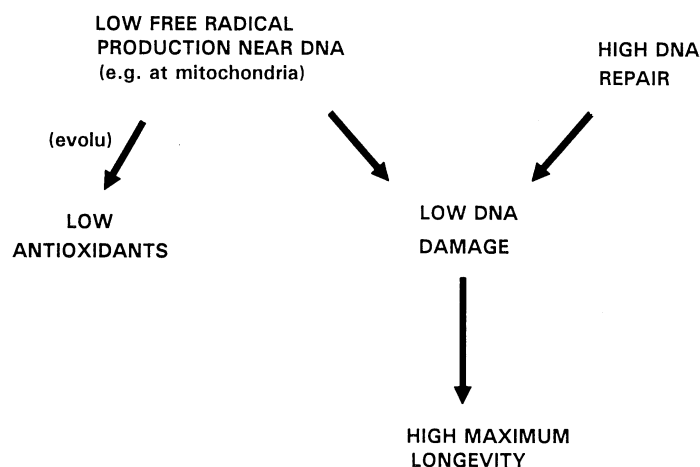 LOW FREE RADICAL
PRODUCTION NEAR DNA
(e.g. at mitochondria)
HIGH DNA
REPAIR
(evolu)
LOW
ANTIOXIDANTS
LOW DNA
DAMAGE
HIGH MAXIMUM
LONGEVITY